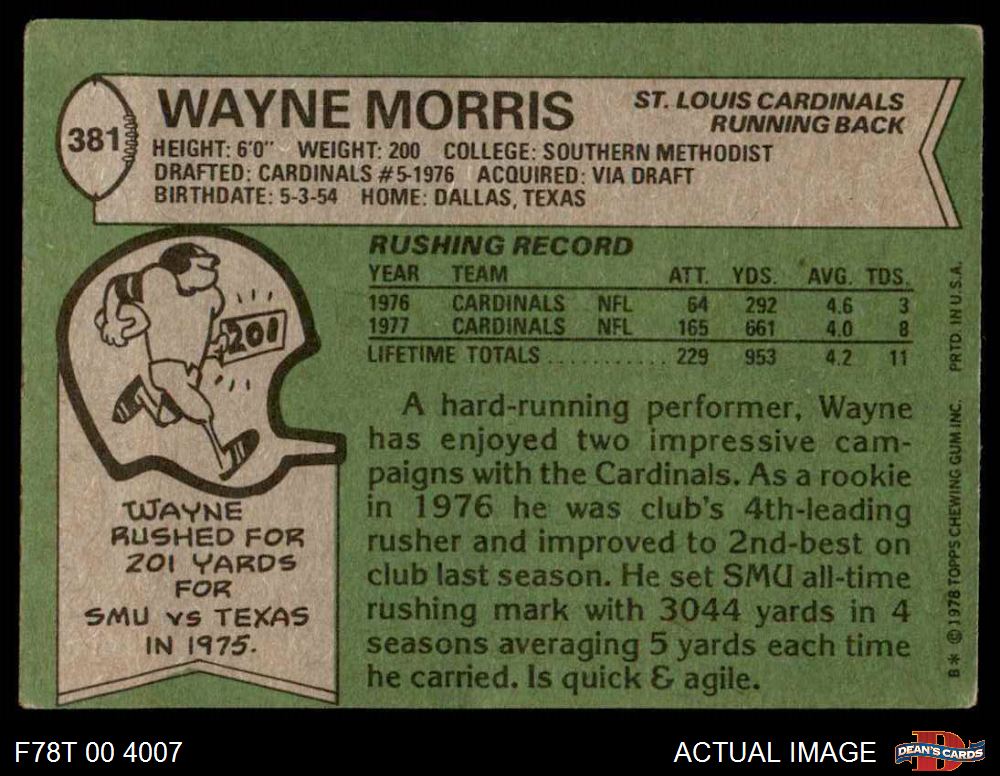 381
WAYNE MORRIS
ST. LOUIS CARDINALS
RUNNING BACK
HEIGHT: 6'0" WEIGHT: 200 COLLEGE: SOUTHERN METHODIST
DRAFTED: CARDINALS #5-1976 ACQUIRED: VIA DRAFT
BIRTHDATE: 5-3-54 HOME: DALLAS, TEXAS
RUSHING RECORD
YEAR TEAM ATT. YDS. AVG. TDS.
1976 CARDINALS NFL 64 292 4.6 3
1977 CARDINALS NFL 165 661 4.0 8
LIFETIME TOTALS .......... 229 953 4.2 11
201
WAYNE
RUSHED FOR
201 YARDS
FOR
SMU VS TEXAS
IN 1975.
A hard-running performer, Wayne
has enjoyed two impressive cam-
paigns with the Cardinals. As a rookie
in 1976 he was club's 4th-leading
rusher and improved to 2nd-best on
club last season. He set SMU all-time
rushing mark with 3044 yards in 4
seasons averaging 5 yards each time
he carried. Is quick & agile.
B* © 1978 TOPPS CHEWING GUM INC. PRTD. IN U.S.A.
F78T 00 4007
ACTUAL IMAGE
DEAN'S CARDS